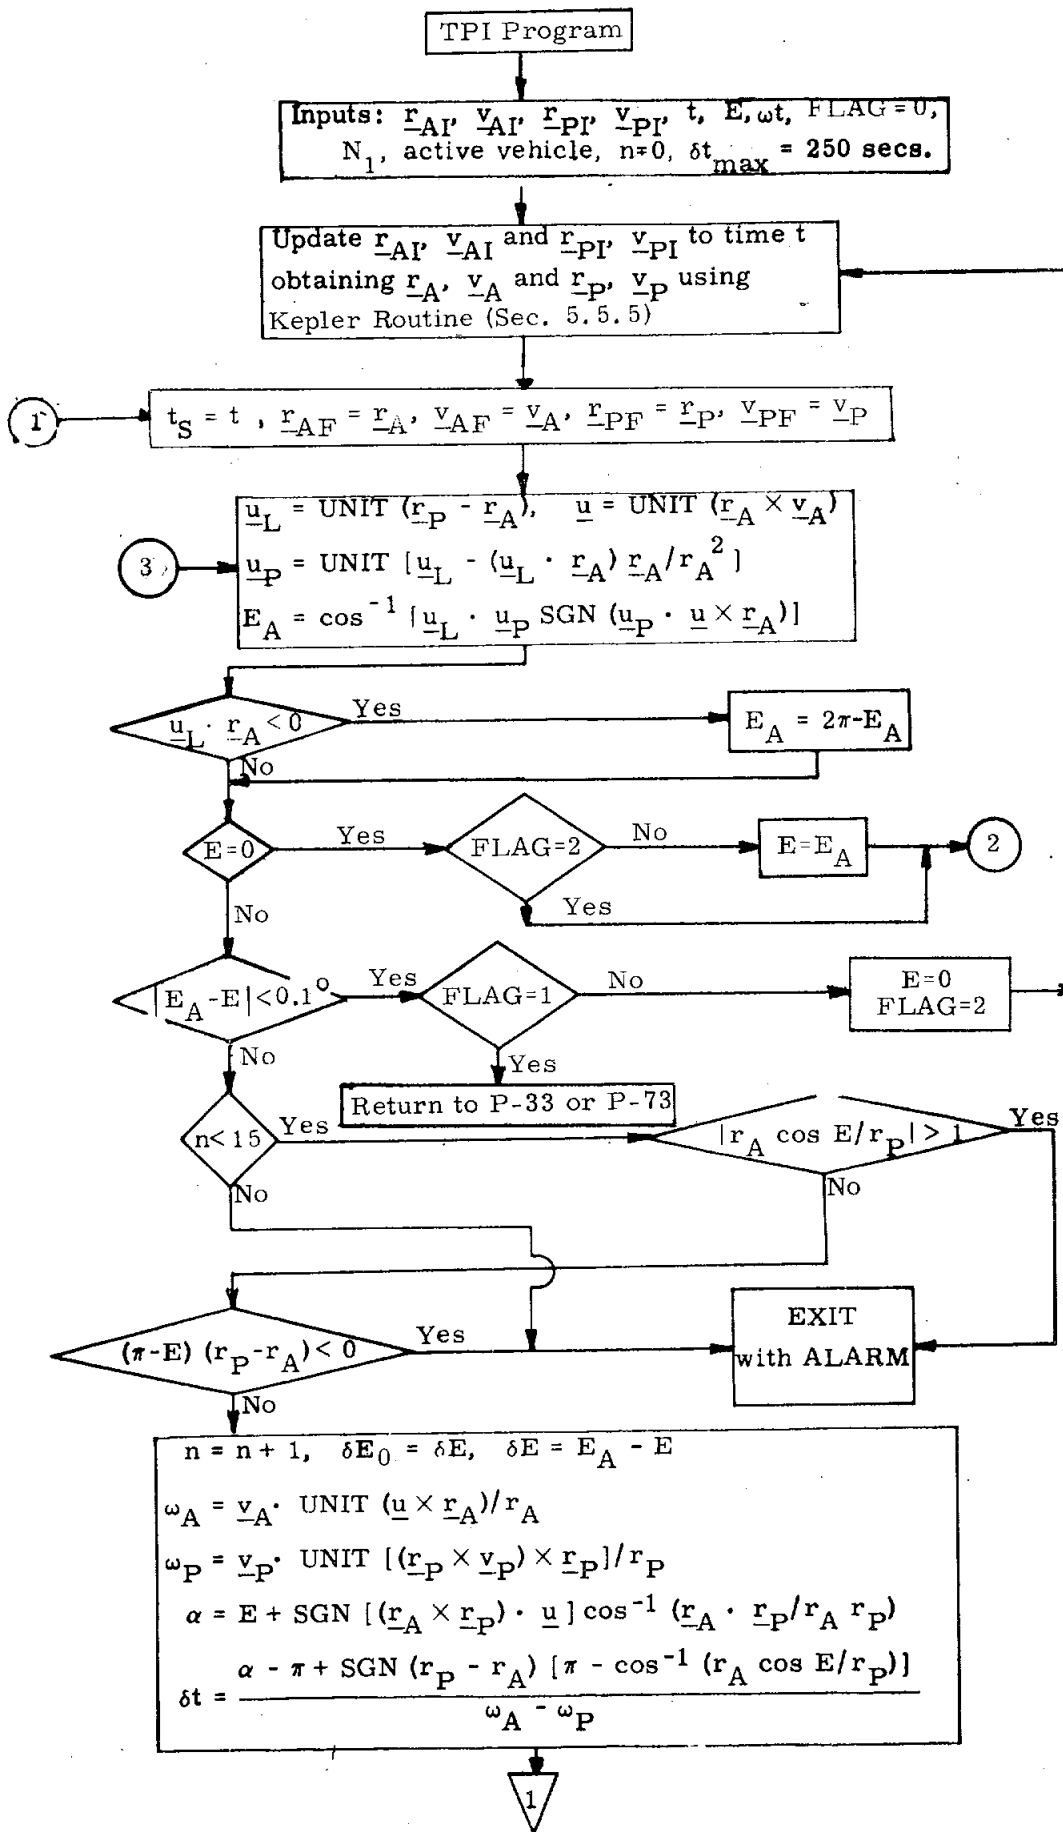 TPI Program
Inputs: r_AI, v_AI, r_PI, v_PI, t, E, ωt, FLAG = 0,
N_1, active vehicle, n=0, δt_max = 250 secs.
Update r_AI, v_AI and r_PI, v_PI to time t
obtaining r_A, v_A and r_P, v_P using
Kepler Routine (Sec. 5.5.5)
1
t_S = t , r_AF = r_A, v_AF = v_A, r_PF = r_P, v_PF = v_P
u_L = UNIT (r_P - r_A), u = UNIT (r_A × v_A)
3
u_P = UNIT [u_L - (u_L · r_A) r_A/r_A^2]
E_A = cos^-1 [u_L · u_P SGN (u_P · u × r_A)]
u_L · r_A < 0
Yes
E_A = 2π-E_A
No
E=0
Yes
FLAG=2
No
E=E_A
2
Yes
No
|E_A - E| < 0.1°
Yes
FLAG=1
No
E=0
FLAG=2
No
Yes
Return to P-33 or P-73
n< 15
Yes
|r_A cos E/r_P| > 1
Yes
No
No
(π-E) (r_P-r_A) < 0
Yes
EXIT
with ALARM
No
n = n + 1, δE_0 = δE, δE = E_A - E
ω_A = v_A · UNIT (u × r_A)/r_A
ω_P = v_P · UNIT [(r_P × v_P) × r_P]/r_P
α = E + SGN [(r_A × r_P) · u] cos^-1 (r_A · r_P/r_A r_P)
α - π + SGN (r_P - r_A) [π - cos^-1 (r_A cos E/r_P)]
δt =
ω_A - ω_P
1